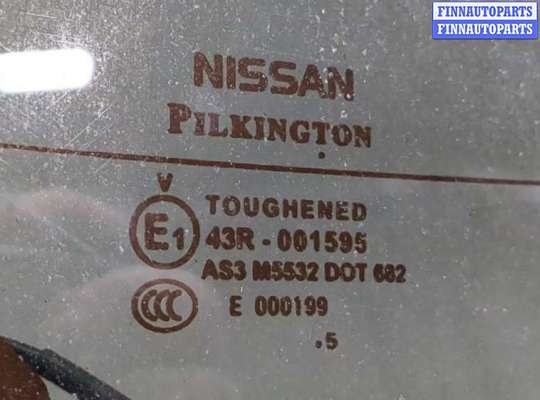 FINNAUTOPARTS
FINNAUTOPARTS
NISSAN
PILKINGTON
V
TOUGHENED
E1 43R - 001595
AS3 M5532 DOT 682
CCC E 000199
.5